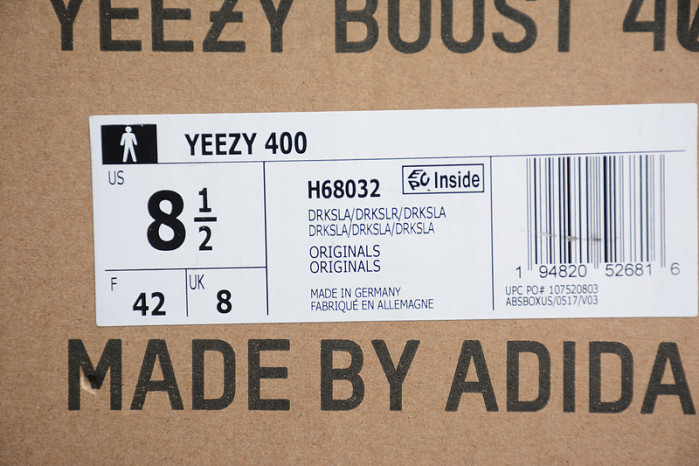 YEEZY BOOST 40
YEEZY 400
US
8 1/2
F
42
UK
8
H68032
EPC Inside
DRKSLA/DRKSLR/DRKSLA
DRKSLA/DRKSLA/DRKSLA
ORIGINALS
ORIGINALS
MADE IN GERMANY
FABRIQUÉ EN ALLEMAGNE
1 94820 52681 6
UPC PO# 107520803
ABSBOXUS/0517/V03
MADE BY ADIDA